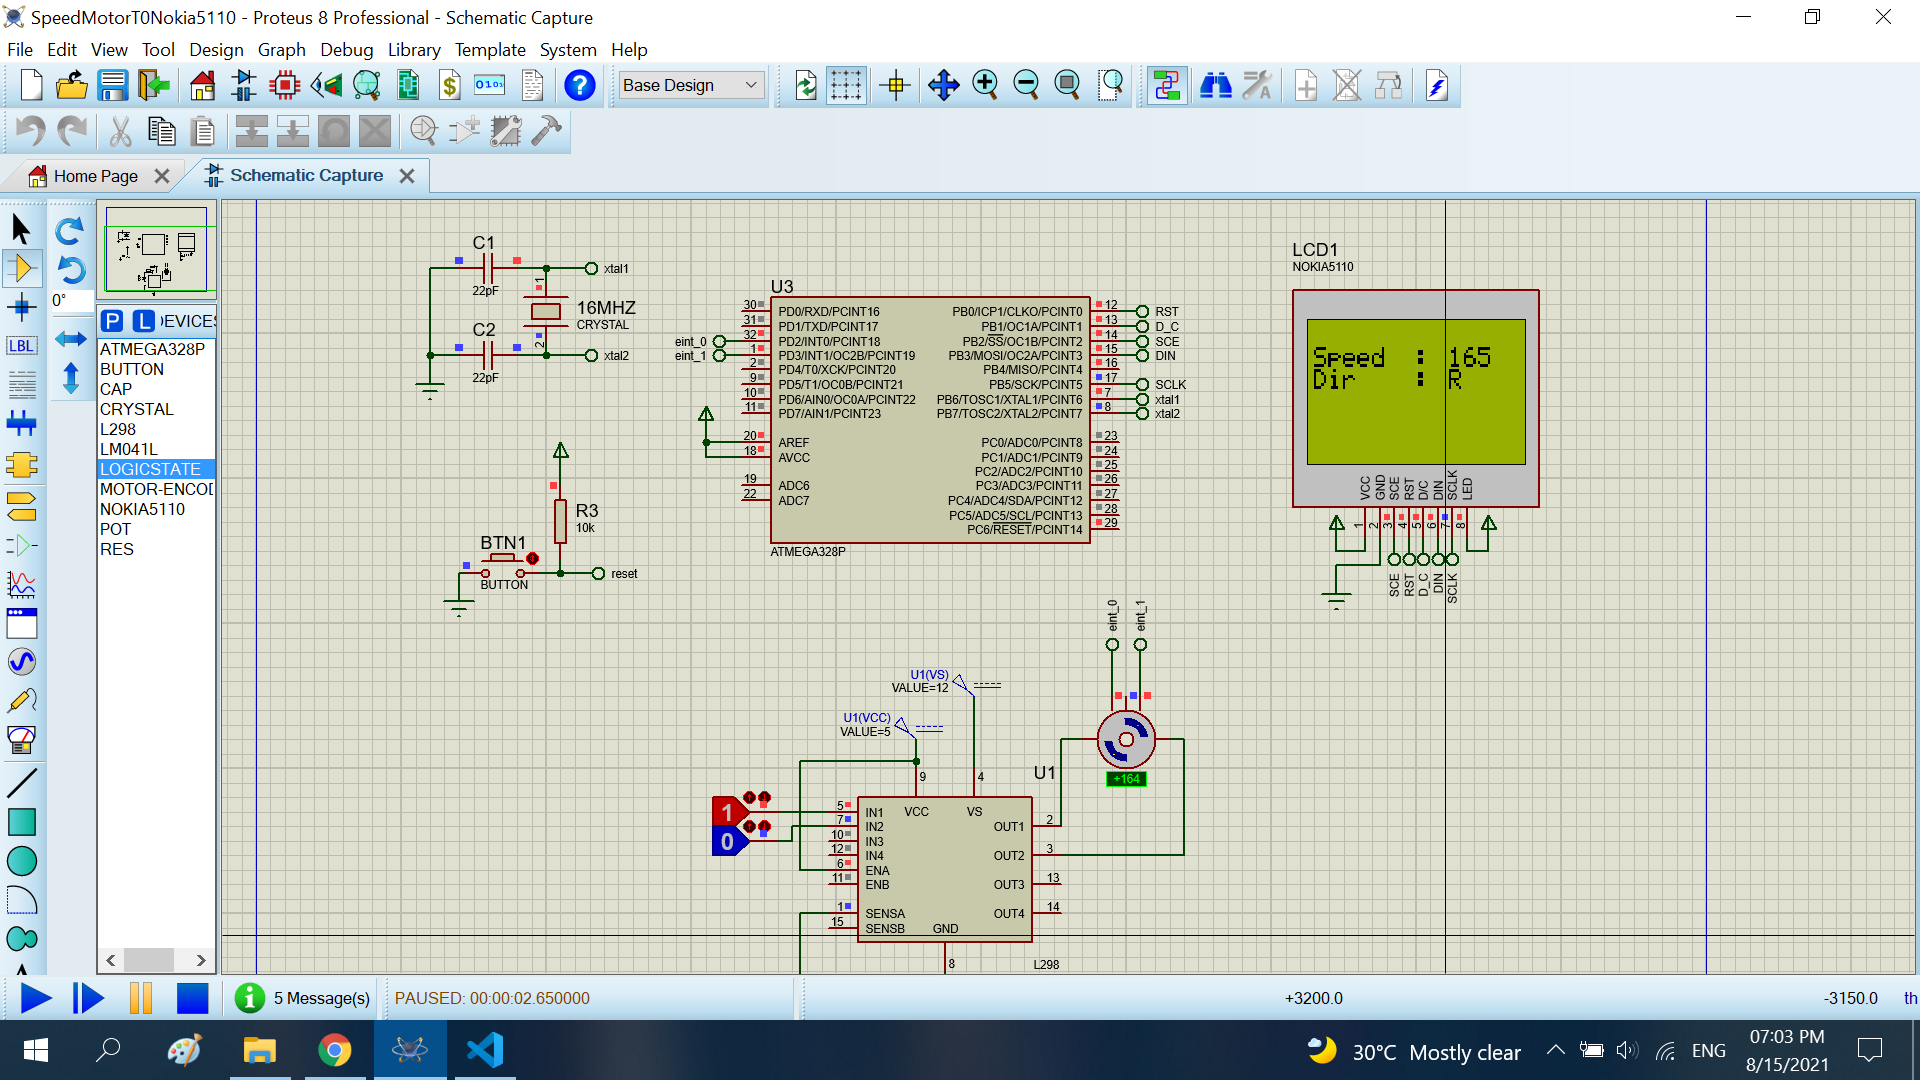 SpeedMotorT0Nokia5110 - Proteus 8 Professional - Schematic Capture
File Edit View Tool Design Graph Debug Library Template System Help
Base Design
Home Page
Schematic Capture
0°
P L DEVICES
LBL
ATMEGA328P
BUTTON
CAP
CRYSTAL
L298
LM041L
LOGICSTATE
MOTOR-ENCOD
NOKIA5110
POT
RES
C1
22pF
xtal1
1
16MHZ
CRYSTAL
2
C2
22pF
xtal2
R3
10k
BTN1
BUTTON
reset
U3
30 PD0/RXD/PCINT16
31 PD1/TXD/PCINT17
eint_0 32 PD2/INT0/PCINT18
eint_1 1 PD3/INT1/OC2B/PCINT19
2 PD4/T0/XCK/PCINT20
9 PD5/T1/OC0B/PCINT21
10 PD6/AIN0/OC0A/PCINT22
11 PD7/AIN1/PCINT23
20 AREF
18 AVCC
19 ADC6
22 ADC7
PB0/ICP1/CLKO/PCINT0 12 RST
PB1/OC1A/PCINT1 13 D_C
PB2/SS/OC1B/PCINT2 14 SCE
PB3/MOSI/OC2A/PCINT3 15 DIN
PB4/MISO/PCINT4 16
PB5/SCK/PCINT5 17 SCLK
PB6/TOSC1/XTAL1/PCINT6 7 xtal1
PB7/TOSC2/XTAL2/PCINT7 8 xtal2
PC0/ADC0/PCINT8 23
PC1/ADC1/PCINT9 24
PC2/ADC2/PCINT10 25
PC3/ADC3/PCINT11 26
PC4/ADC4/SDA/PCINT12 27
PC5/ADC5/SCL/PCINT13 28
PC6/RESET/PCINT14 29
ATMEGA328P
LCD1
NOKIA5110
Speed : 165
Dir : R
VCC GND SCE RST D/C DIN SCLK LED
1 2 3 4 5 6 7 8
SCE RST D_C DIN SCLK
eint_0 eint_1
+164
U1(VS)
VALUE=12
U1(VCC)
VALUE=5
U1
9 4
VCC VS
1
0
5 IN1
7 IN2
10 IN3
12 IN4
6 ENA
11 ENB
1 SENSA
15 SENSB
OUT1 2
OUT2 3
OUT3 13
OUT4 14
GND
8
L298
5 Message(s)
PAUSED: 00:00:02.650000
+3200.0
-3150.0
th
30°C Mostly clear
ENG
07:03 PM
8/15/2021